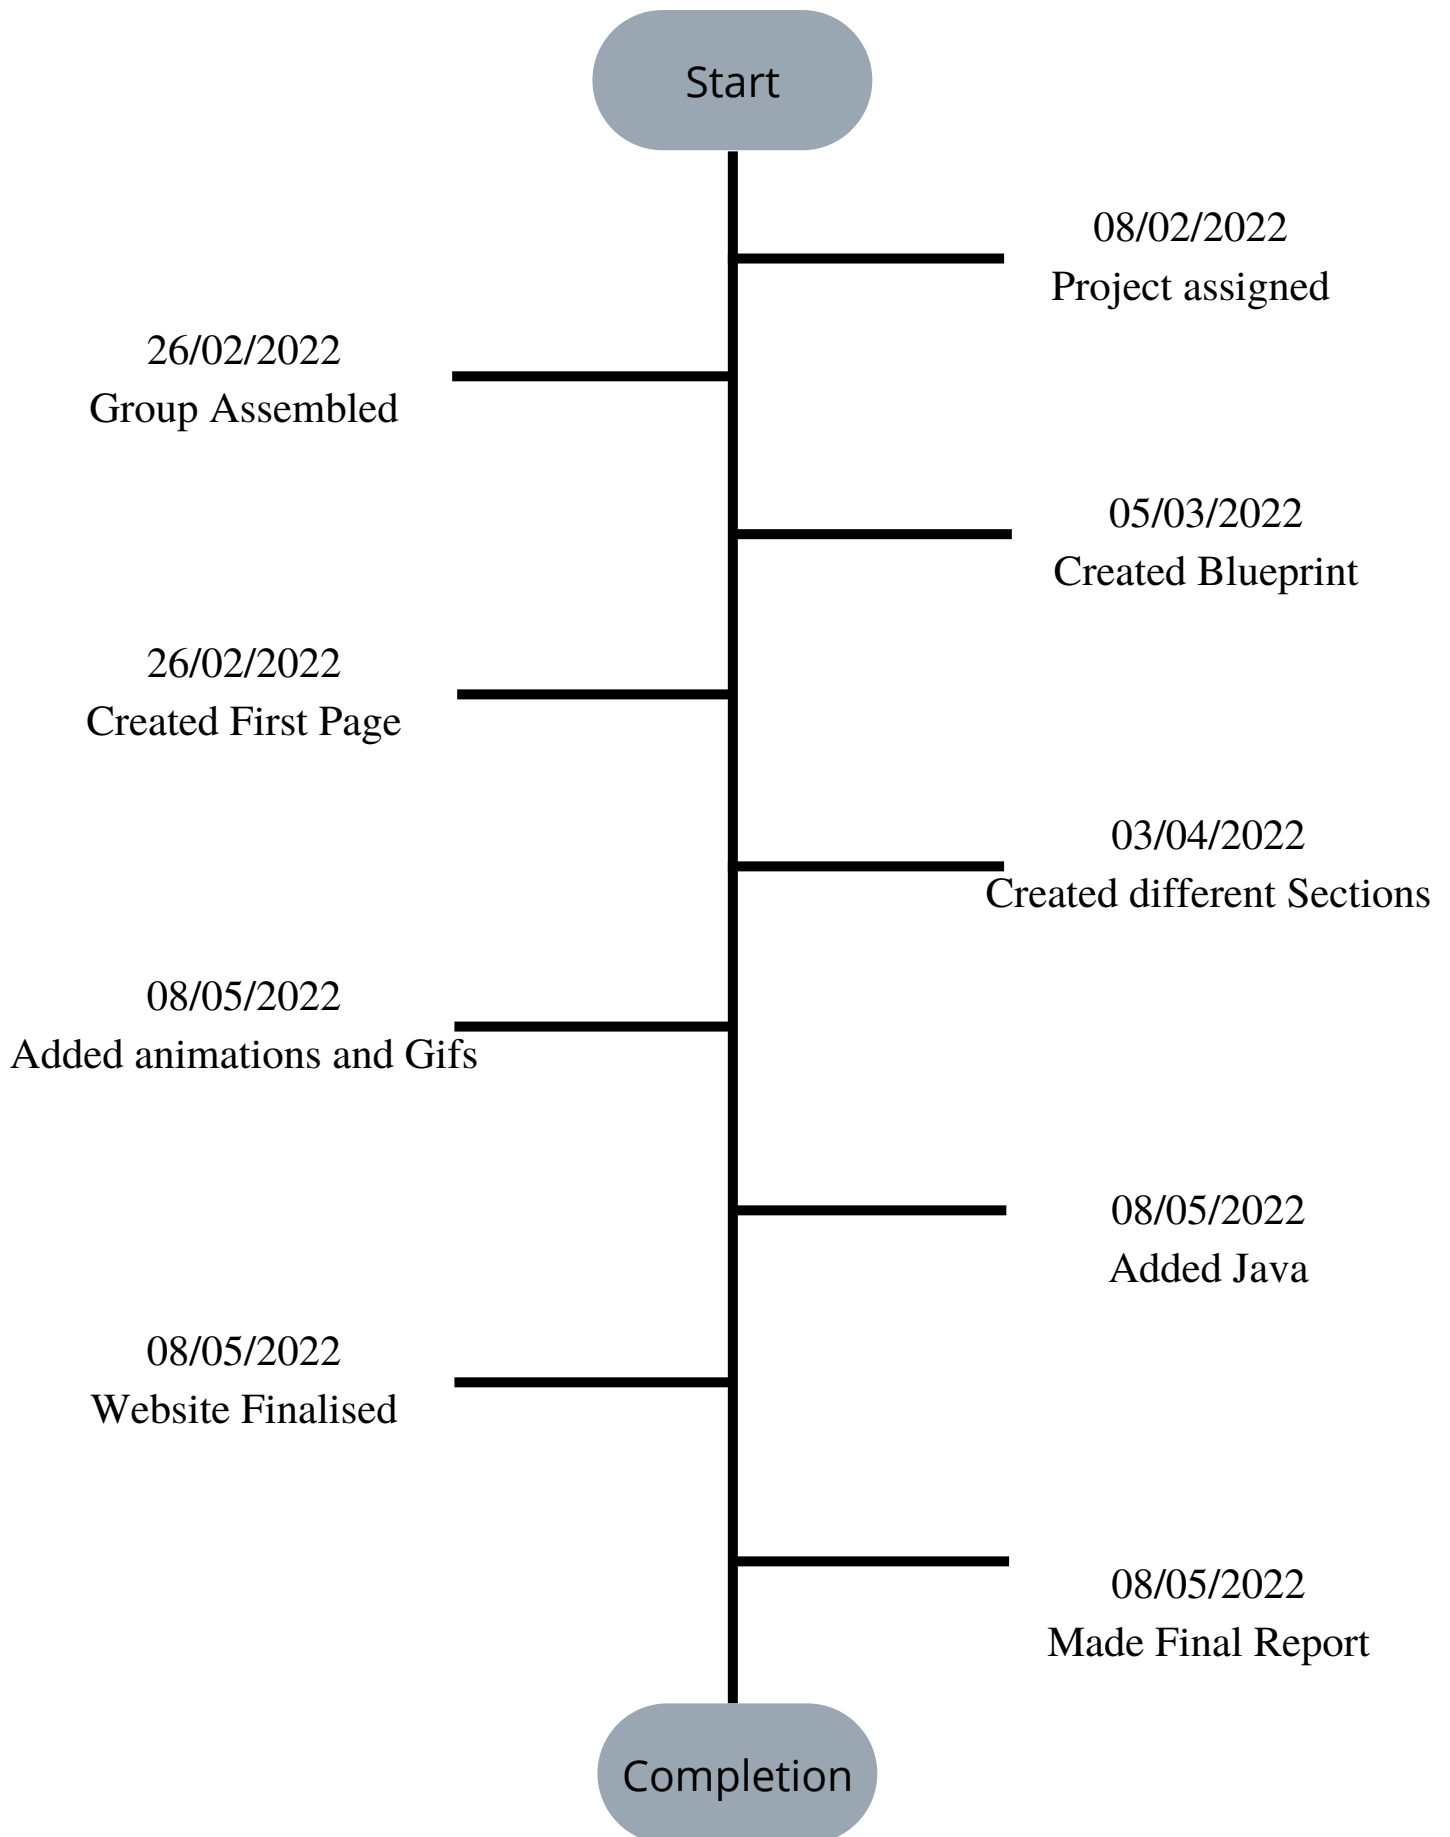 Start
08/02/2022
Project assigned
26/02/2022
Group Assembled
05/03/2022
Created Blueprint
26/02/2022
Created First Page
03/04/2022
Created different Sections
08/05/2022
Added animations and Gifs
08/05/2022
Added Java
08/05/2022
Website Finalised
08/05/2022
Made Final Report
Completion